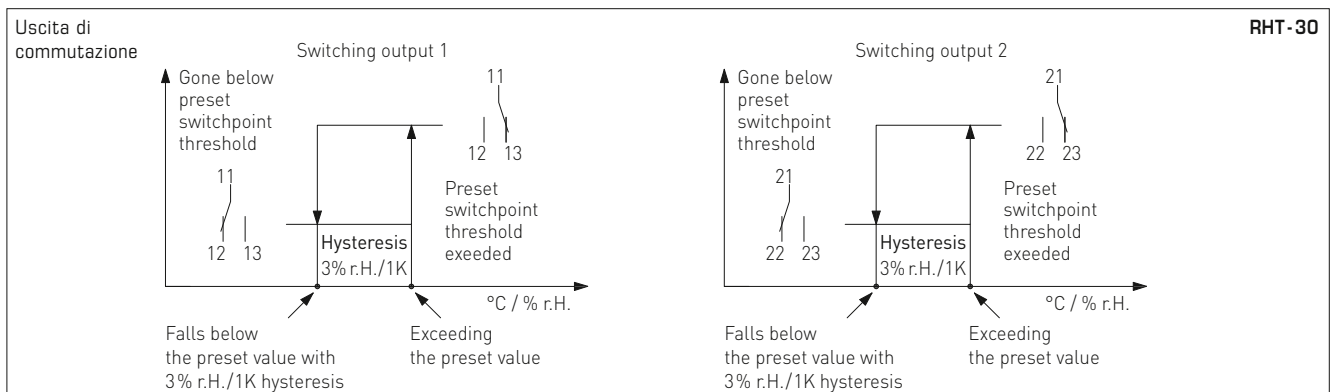 Uscita di
commutazione
RHT-30
Switching output 1
11
Gone below
preset
switchpoint
threshold
12 13
11
12 13
Preset
switchpoint
threshold
exeeded
Hysteresis
3% r.H./1K
°C / % r.H.
Falls below
the preset value with
3% r.H./1K hysteresis
Exceeding
the preset value
Switching output 2
21
Gone below
preset
switchpoint
threshold
22 23
21
22 23
Preset
switchpoint
threshold
exeeded
Hysteresis
3% r.H./1K
°C / % r.H.
Falls below
the preset value with
3% r.H./1K hysteresis
Exceeding
the preset value